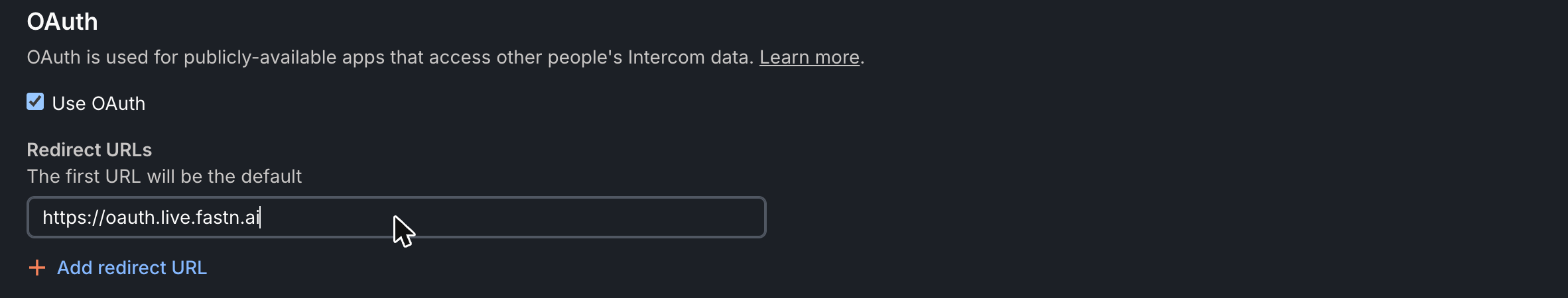 OAuth
OAuth is used for publicly-available apps that access other people's Intercom data. Learn more.
Use OAuth
Redirect URLs
The first URL will be the default
https://oauth.live.fastn.ai
+ Add redirect URL